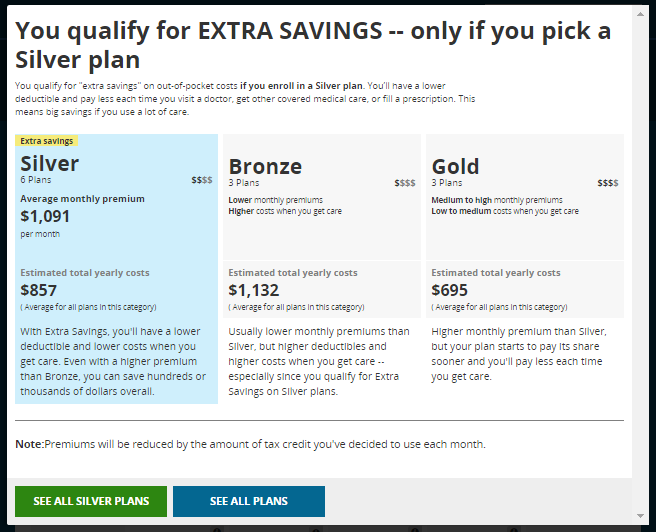 You qualify for EXTRA SAVINGS -- only if you pick a
Silver plan
You qualify for "extra savings" on out-of-pocket costs if you enroll in a Silver plan. You'll have a lower
deductible and pay less each time you visit a doctor, get other covered medical care, or fill a prescription. This
means big savings if you use a lot of care.
Extra savings
Silver
6 Plans
$$$$
Average monthly premium
$1,091
per month
Estimated total yearly costs
$857
( Average for all plans in this category)
With Extra Savings, you'll have a lower
deductible and lower costs when you
get care. Even with a higher premium
than Bronze, you can save hundreds or
thousands of dollars overall.
Bronze
3 Plans
$$$$
Lower monthly premiums
Higher costs when you get care
Estimated total yearly costs
$1,132
( Average for all plans in this category)
Usually lower monthly premiums than
Silver, but higher deductibles and
higher costs when you get care --
especially since you qualify for Extra
Savings on Silver plans.
Gold
3 Plans
$$$$
Medium to high monthly premiums
Low to medium costs when you get care
Estimated total yearly costs
$695
( Average for all plans in this category)
Higher monthly premium than Silver,
but your plan starts to pay its share
sooner and you'll pay less each time
you get care.
Note:Premiums will be reduced by the amount of tax credit you've decided to use each month.
SEE ALL SILVER PLANS
SEE ALL PLANS